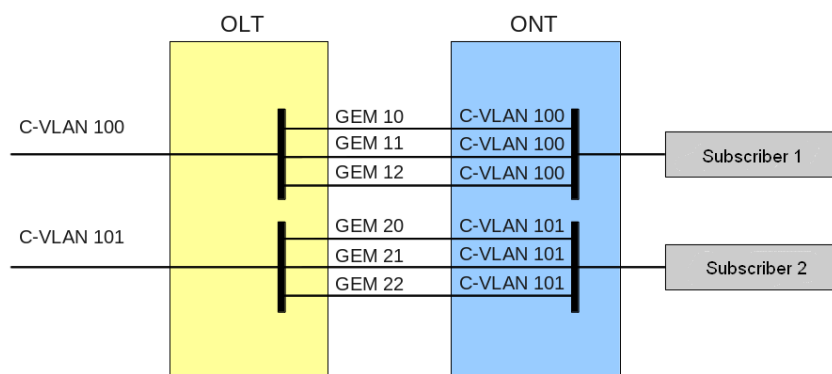 OLT
ONT
C-VLAN 100
GEM 10
C-VLAN 100
GEM 11
C-VLAN 100
GEM 12
C-VLAN 100
Subscriber 1
C-VLAN 101
GEM 20
C-VLAN 101
GEM 21
C-VLAN 101
GEM 22
C-VLAN 101
Subscriber 2